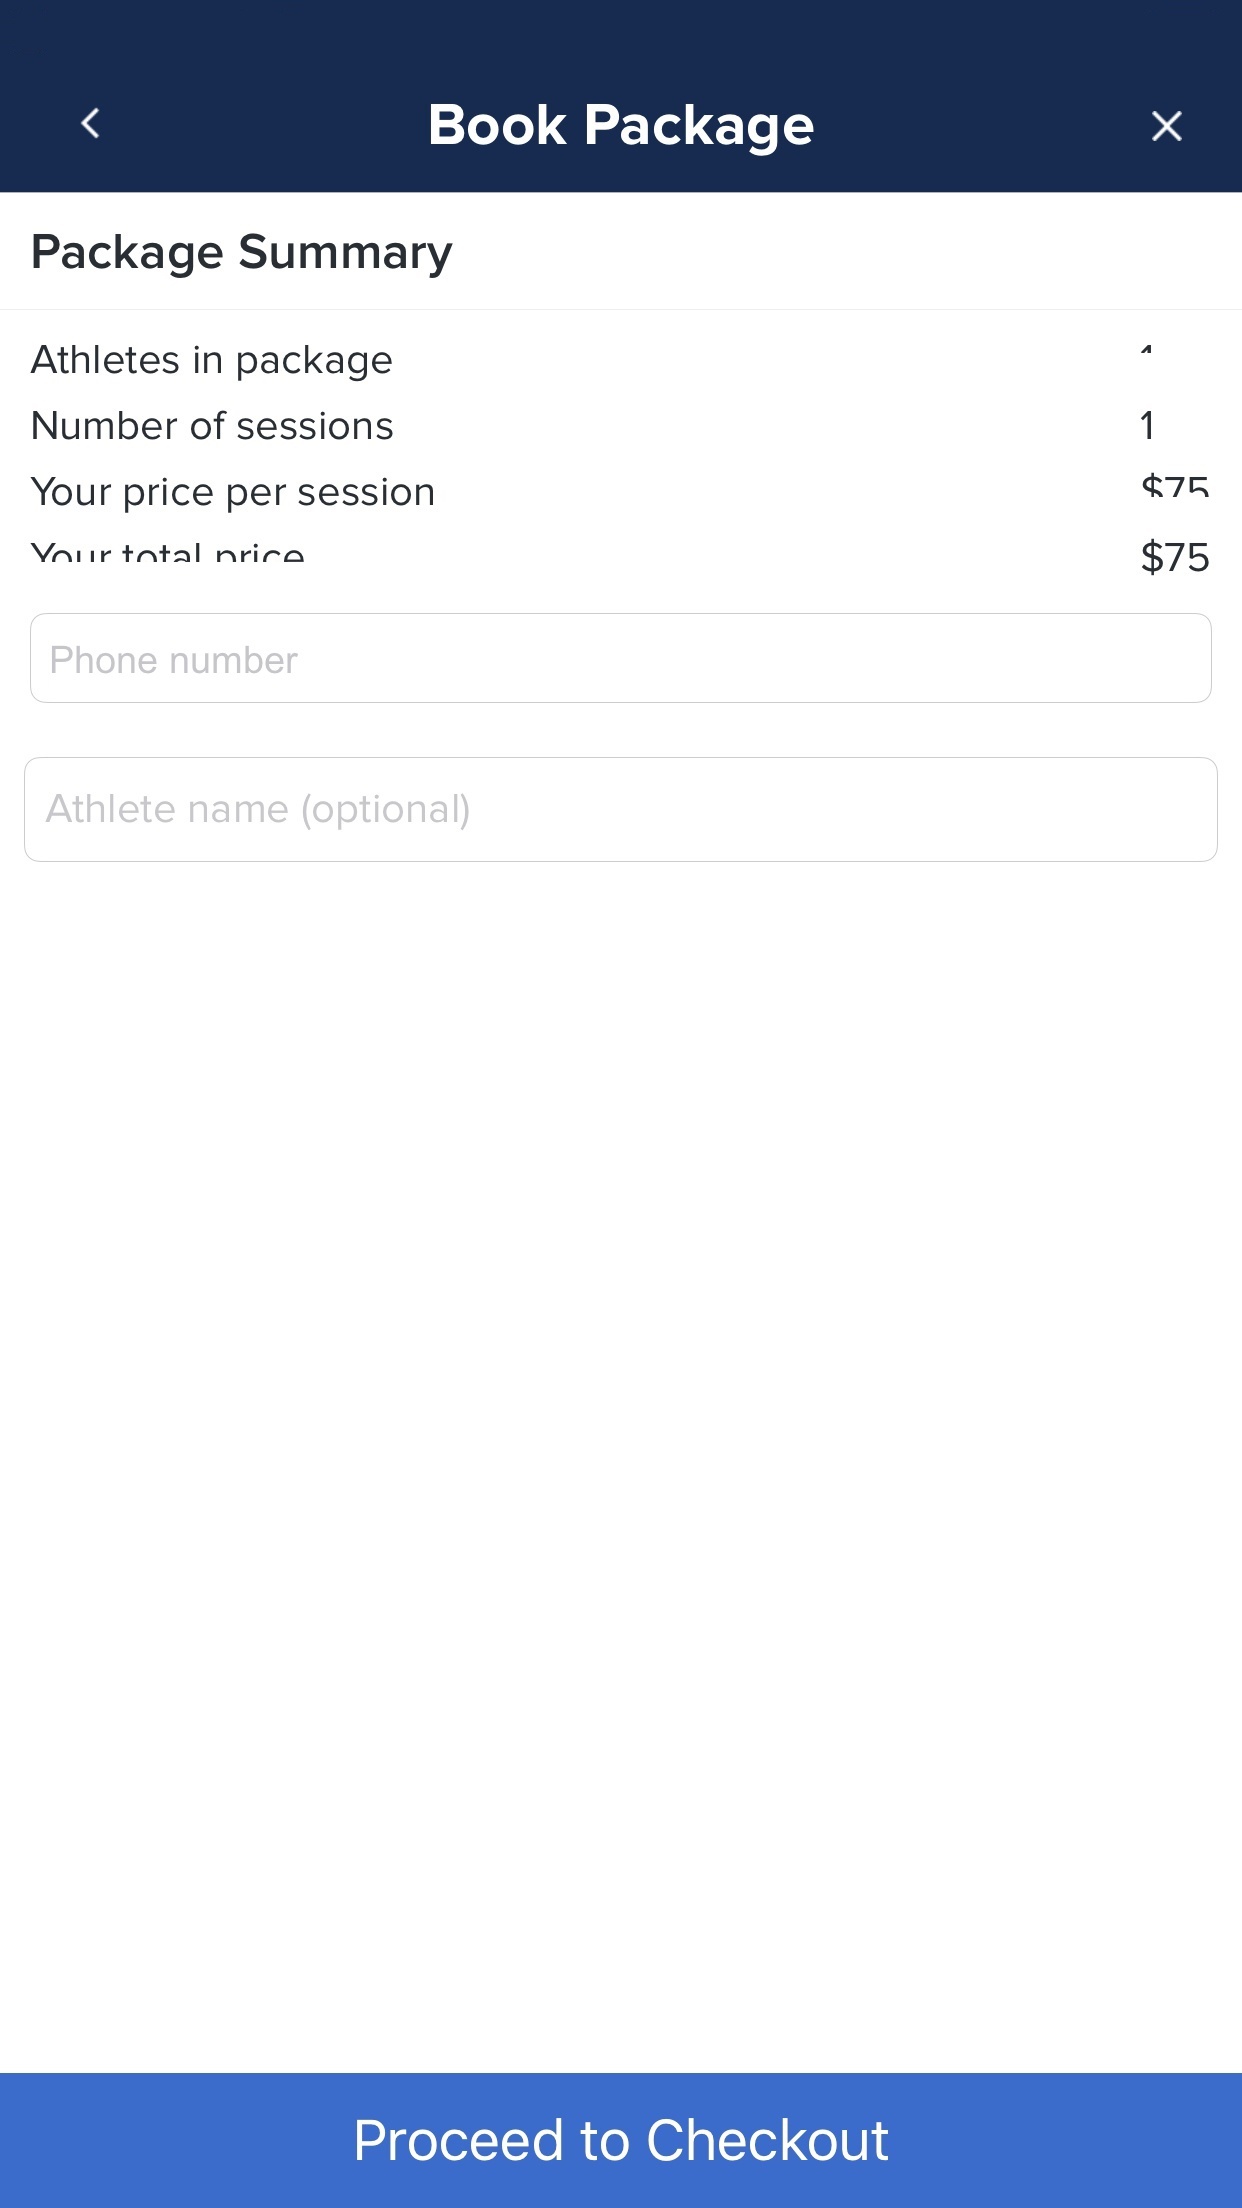 Book Package
Package Summary
Athletes in package
Number of sessions 1
Your price per session $75
Your total price $75
Phone number
Athlete name (optional)
Proceed to Checkout